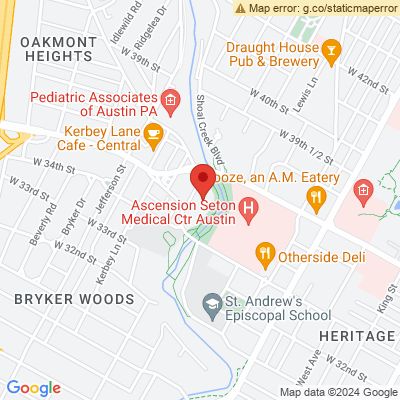 Map error: g.co/staticmaperror
OAKMONT
HEIGHTS
Idlewild Rd
Ridgelea Dr
W 39th St
Draught House
Pub & Brewery
W 42nd St
Lewis Ln
W 40th St
Pediatric Associates
of Austin PA
Shoal Creek Blvd
W 39th 1/2 St
Kerbey Lane
Cafe - Central
W 34th St
W 33rd St
Jefferson St
ooze, an A.M. Eatery
Ascension Seton
Medical Ctr Austin
Beverly Rd
Bryker Dr
W 33rd St
W 32nd St
Kerbey Ln
Otherside Deli
BRYKER WOODS
St. Andrew's
Episcopal School
King St
HERITAGE
West Ave
W 32nd St
Google
Map data ©2024 Google